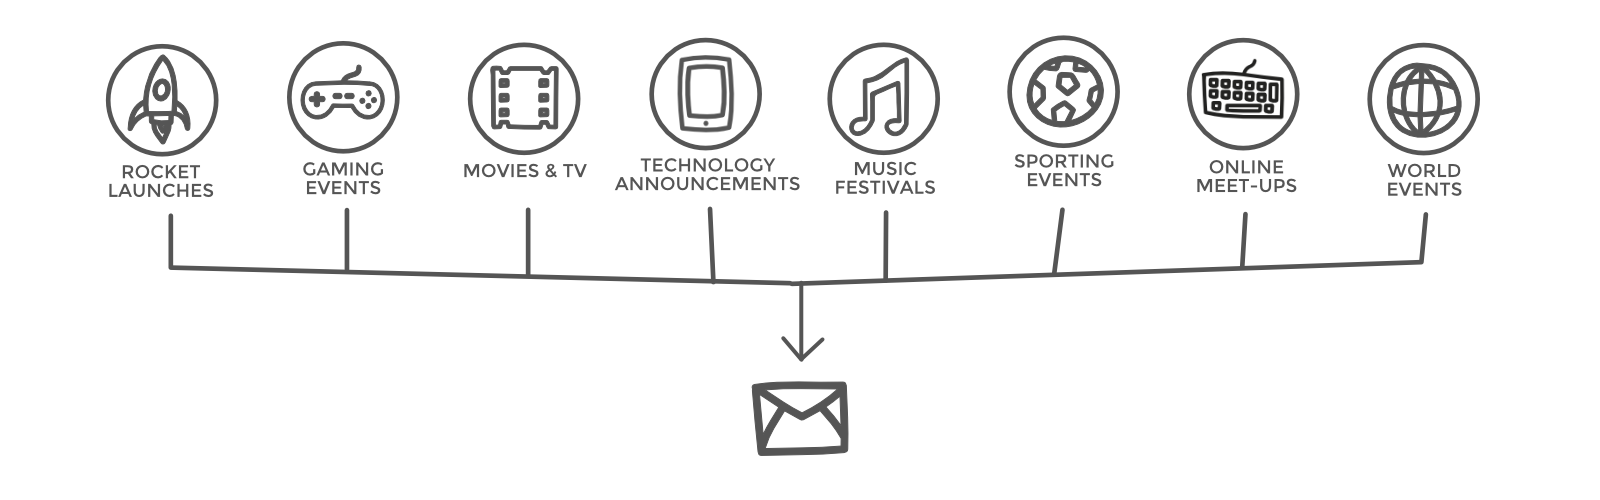 ROCKET
LAUNCHES
GAMING
EVENTS
MOVIES & TV
TECHNOLOGY
ANNOUNCEMENTS
MUSIC
FESTIVALS
SPORTING
EVENTS
ONLINE
MEET-UPS
WORLD
EVENTS